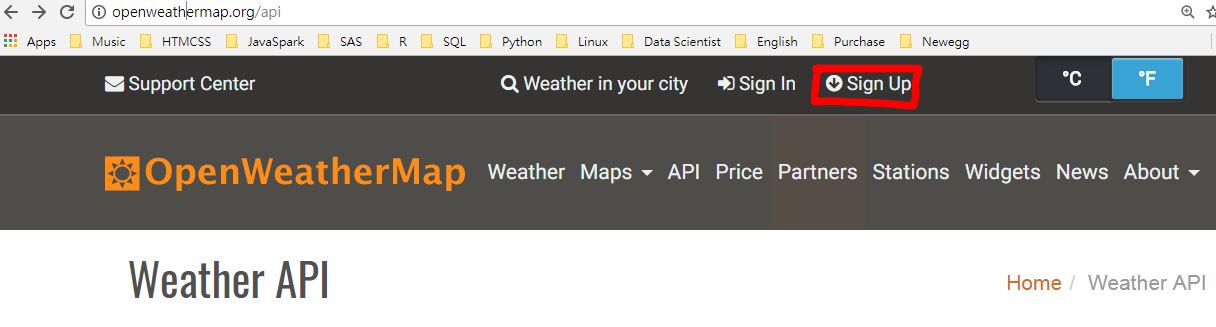 openweathermap.org/api
Apps Music HTMCSS JavaSpark SAS R SQL Python Linux Data Scientist English Purchase Newegg
Support Center Weather in your city Sign In Sign Up °C °F
OpenWeatherMap Weather Maps API Price Partners Stations Widgets News About
Weather API Home / Weather API